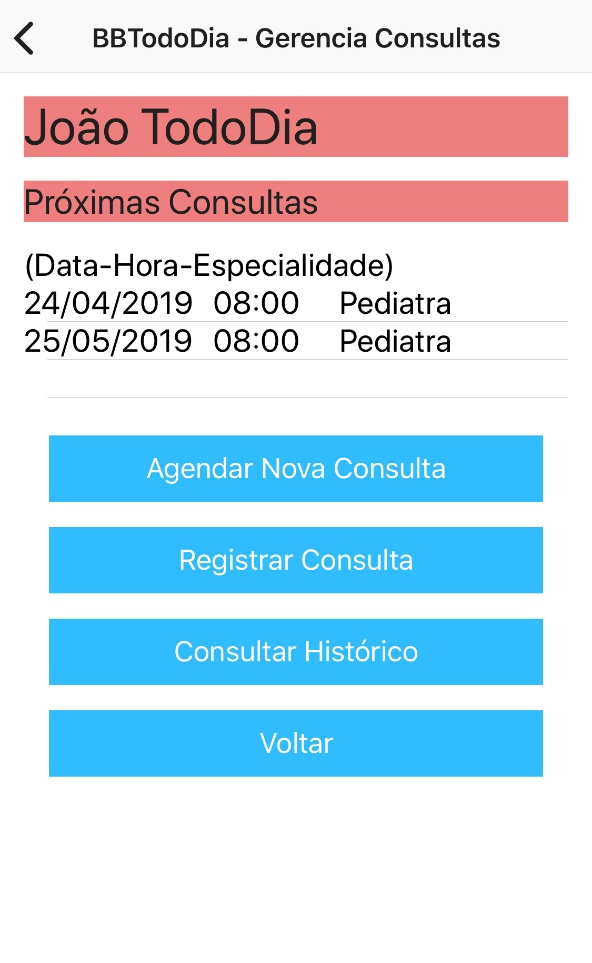 BBTodoDia - Gerencia Consultas
João TodoDia
Próximas Consultas
(Data-Hora-Especialidade)
24/04/2019 08:00 Pediatra
25/05/2019 08:00 Pediatra
Agendar Nova Consulta
Registrar Consulta
Consultar Histórico
Voltar